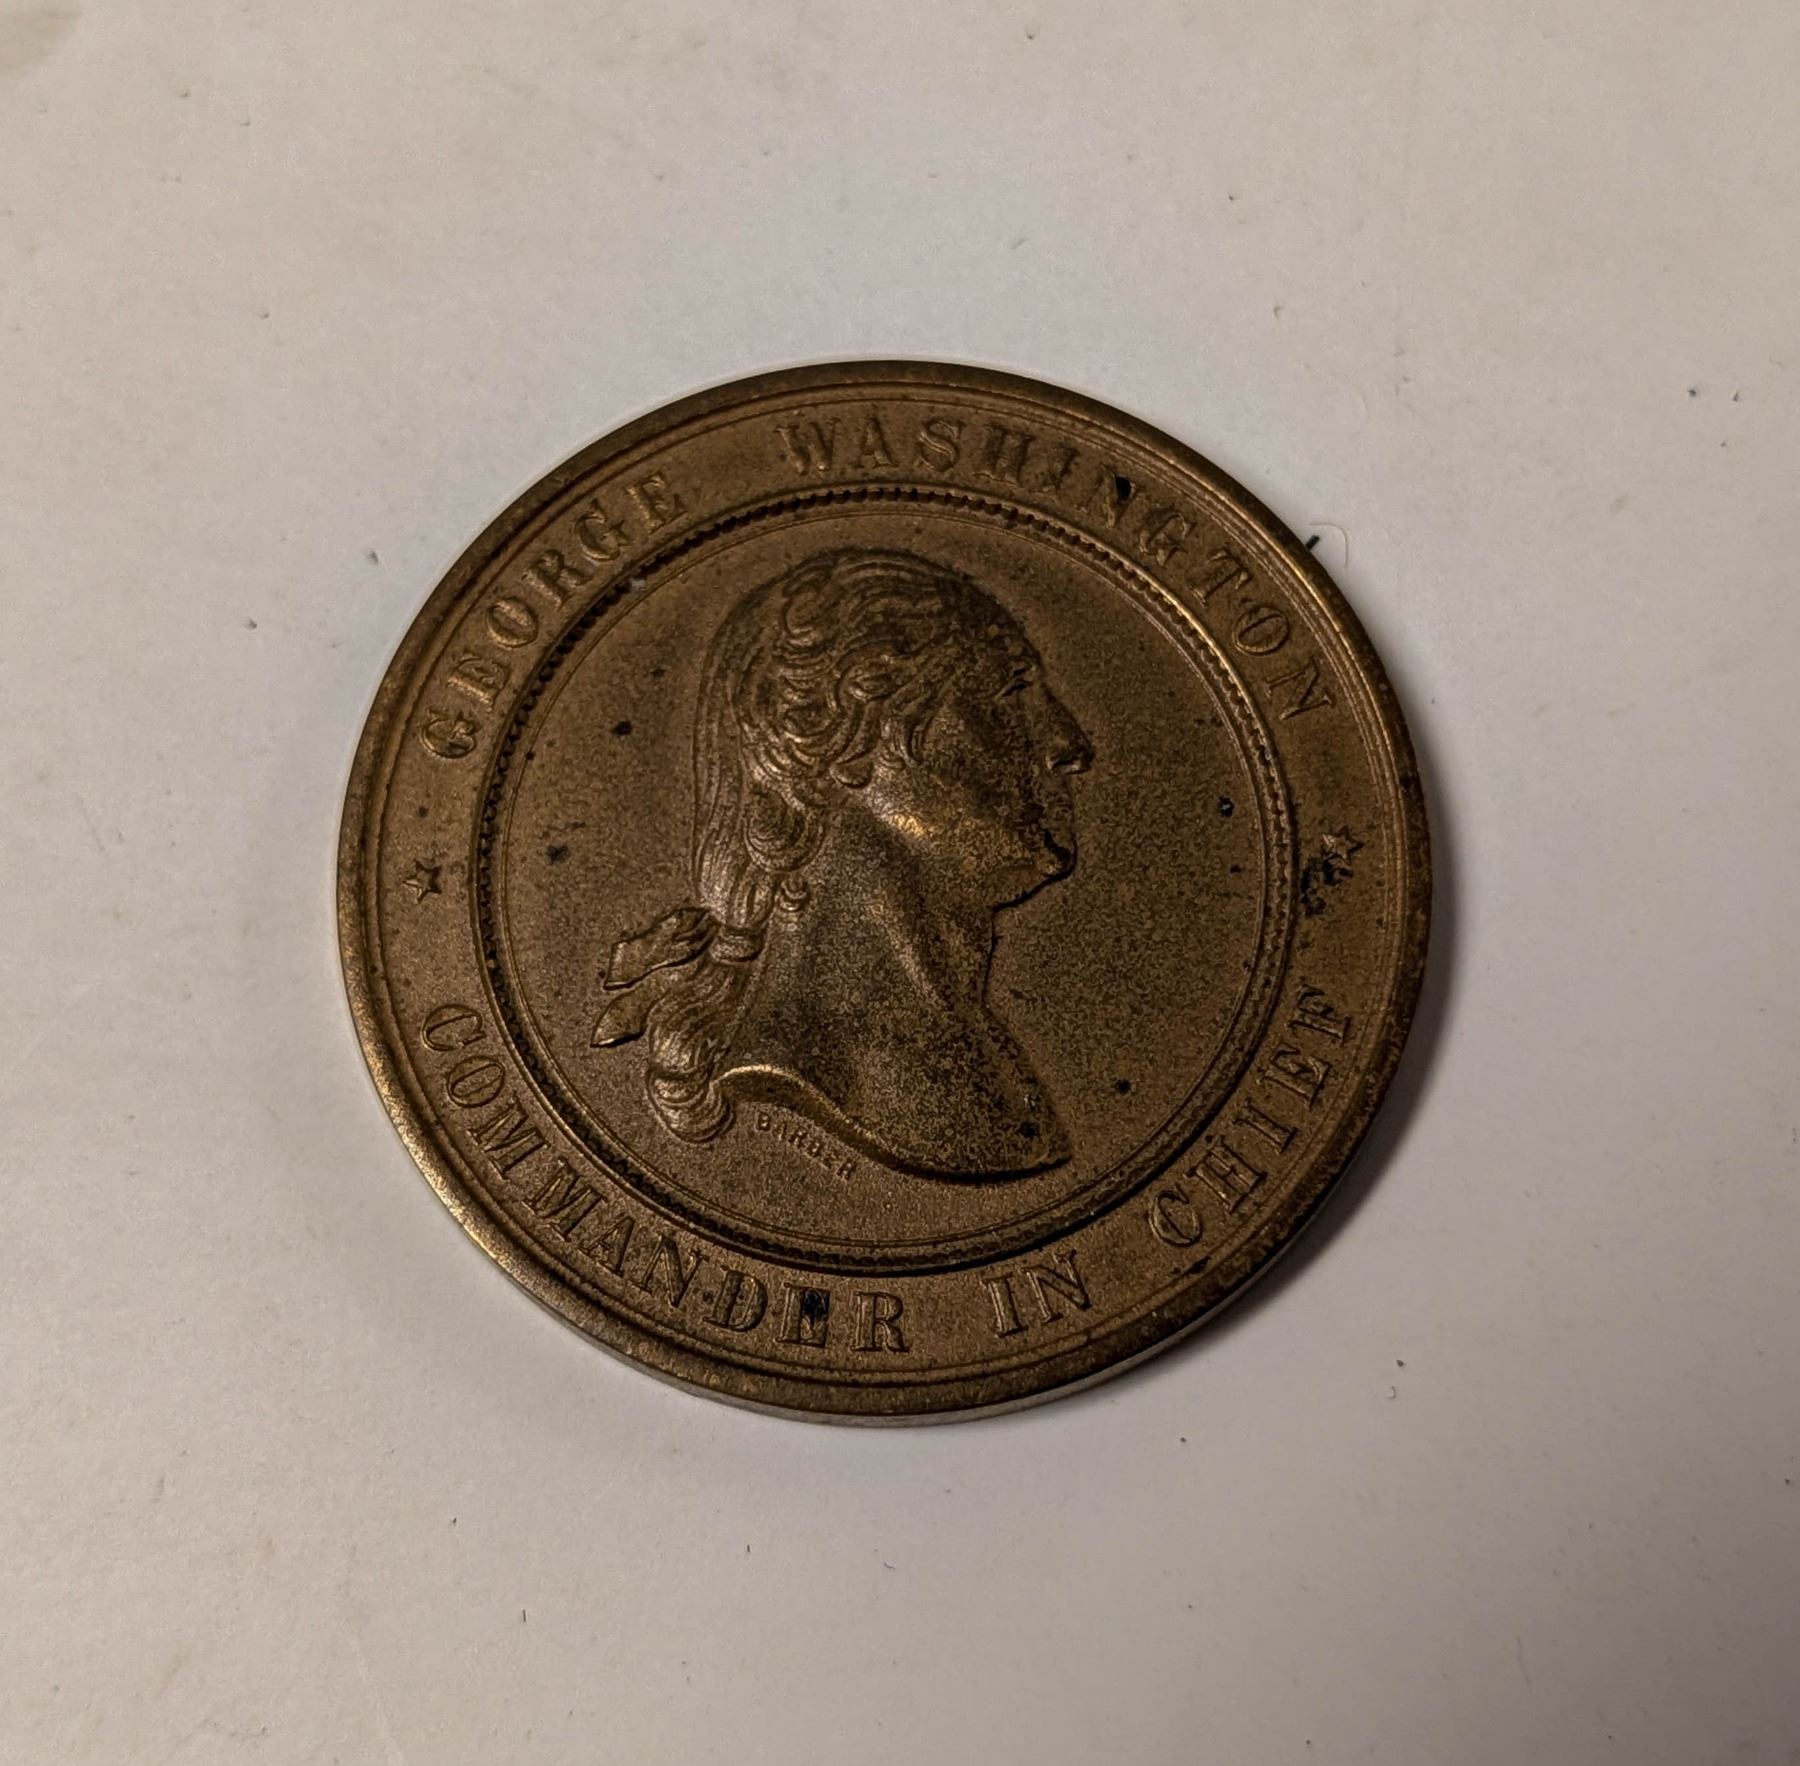 GEORGE WASHINGTON
COMMANDER IN CHIEF
BARBER